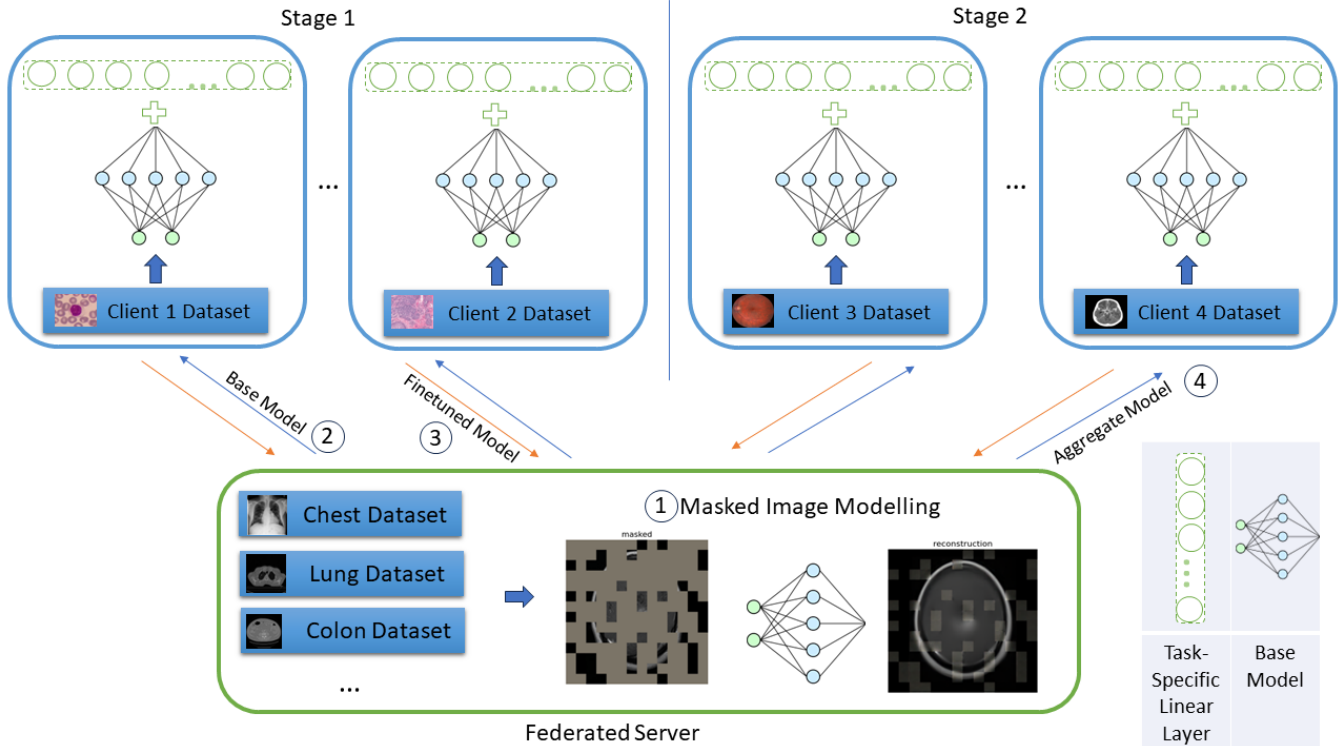 Stage 1
Stage 2
...
...
Client 1 Dataset
Client 2 Dataset
Client 3 Dataset
Client 4 Dataset
Base Model
2
Finetuned Model
3
Aggregate Model
4
Chest Dataset
Lung Dataset
Colon Dataset
...
1 Masked Image Modelling
masked
reconstruction
Federated Server
Task-
Specific
Linear
Layer
Base
Model